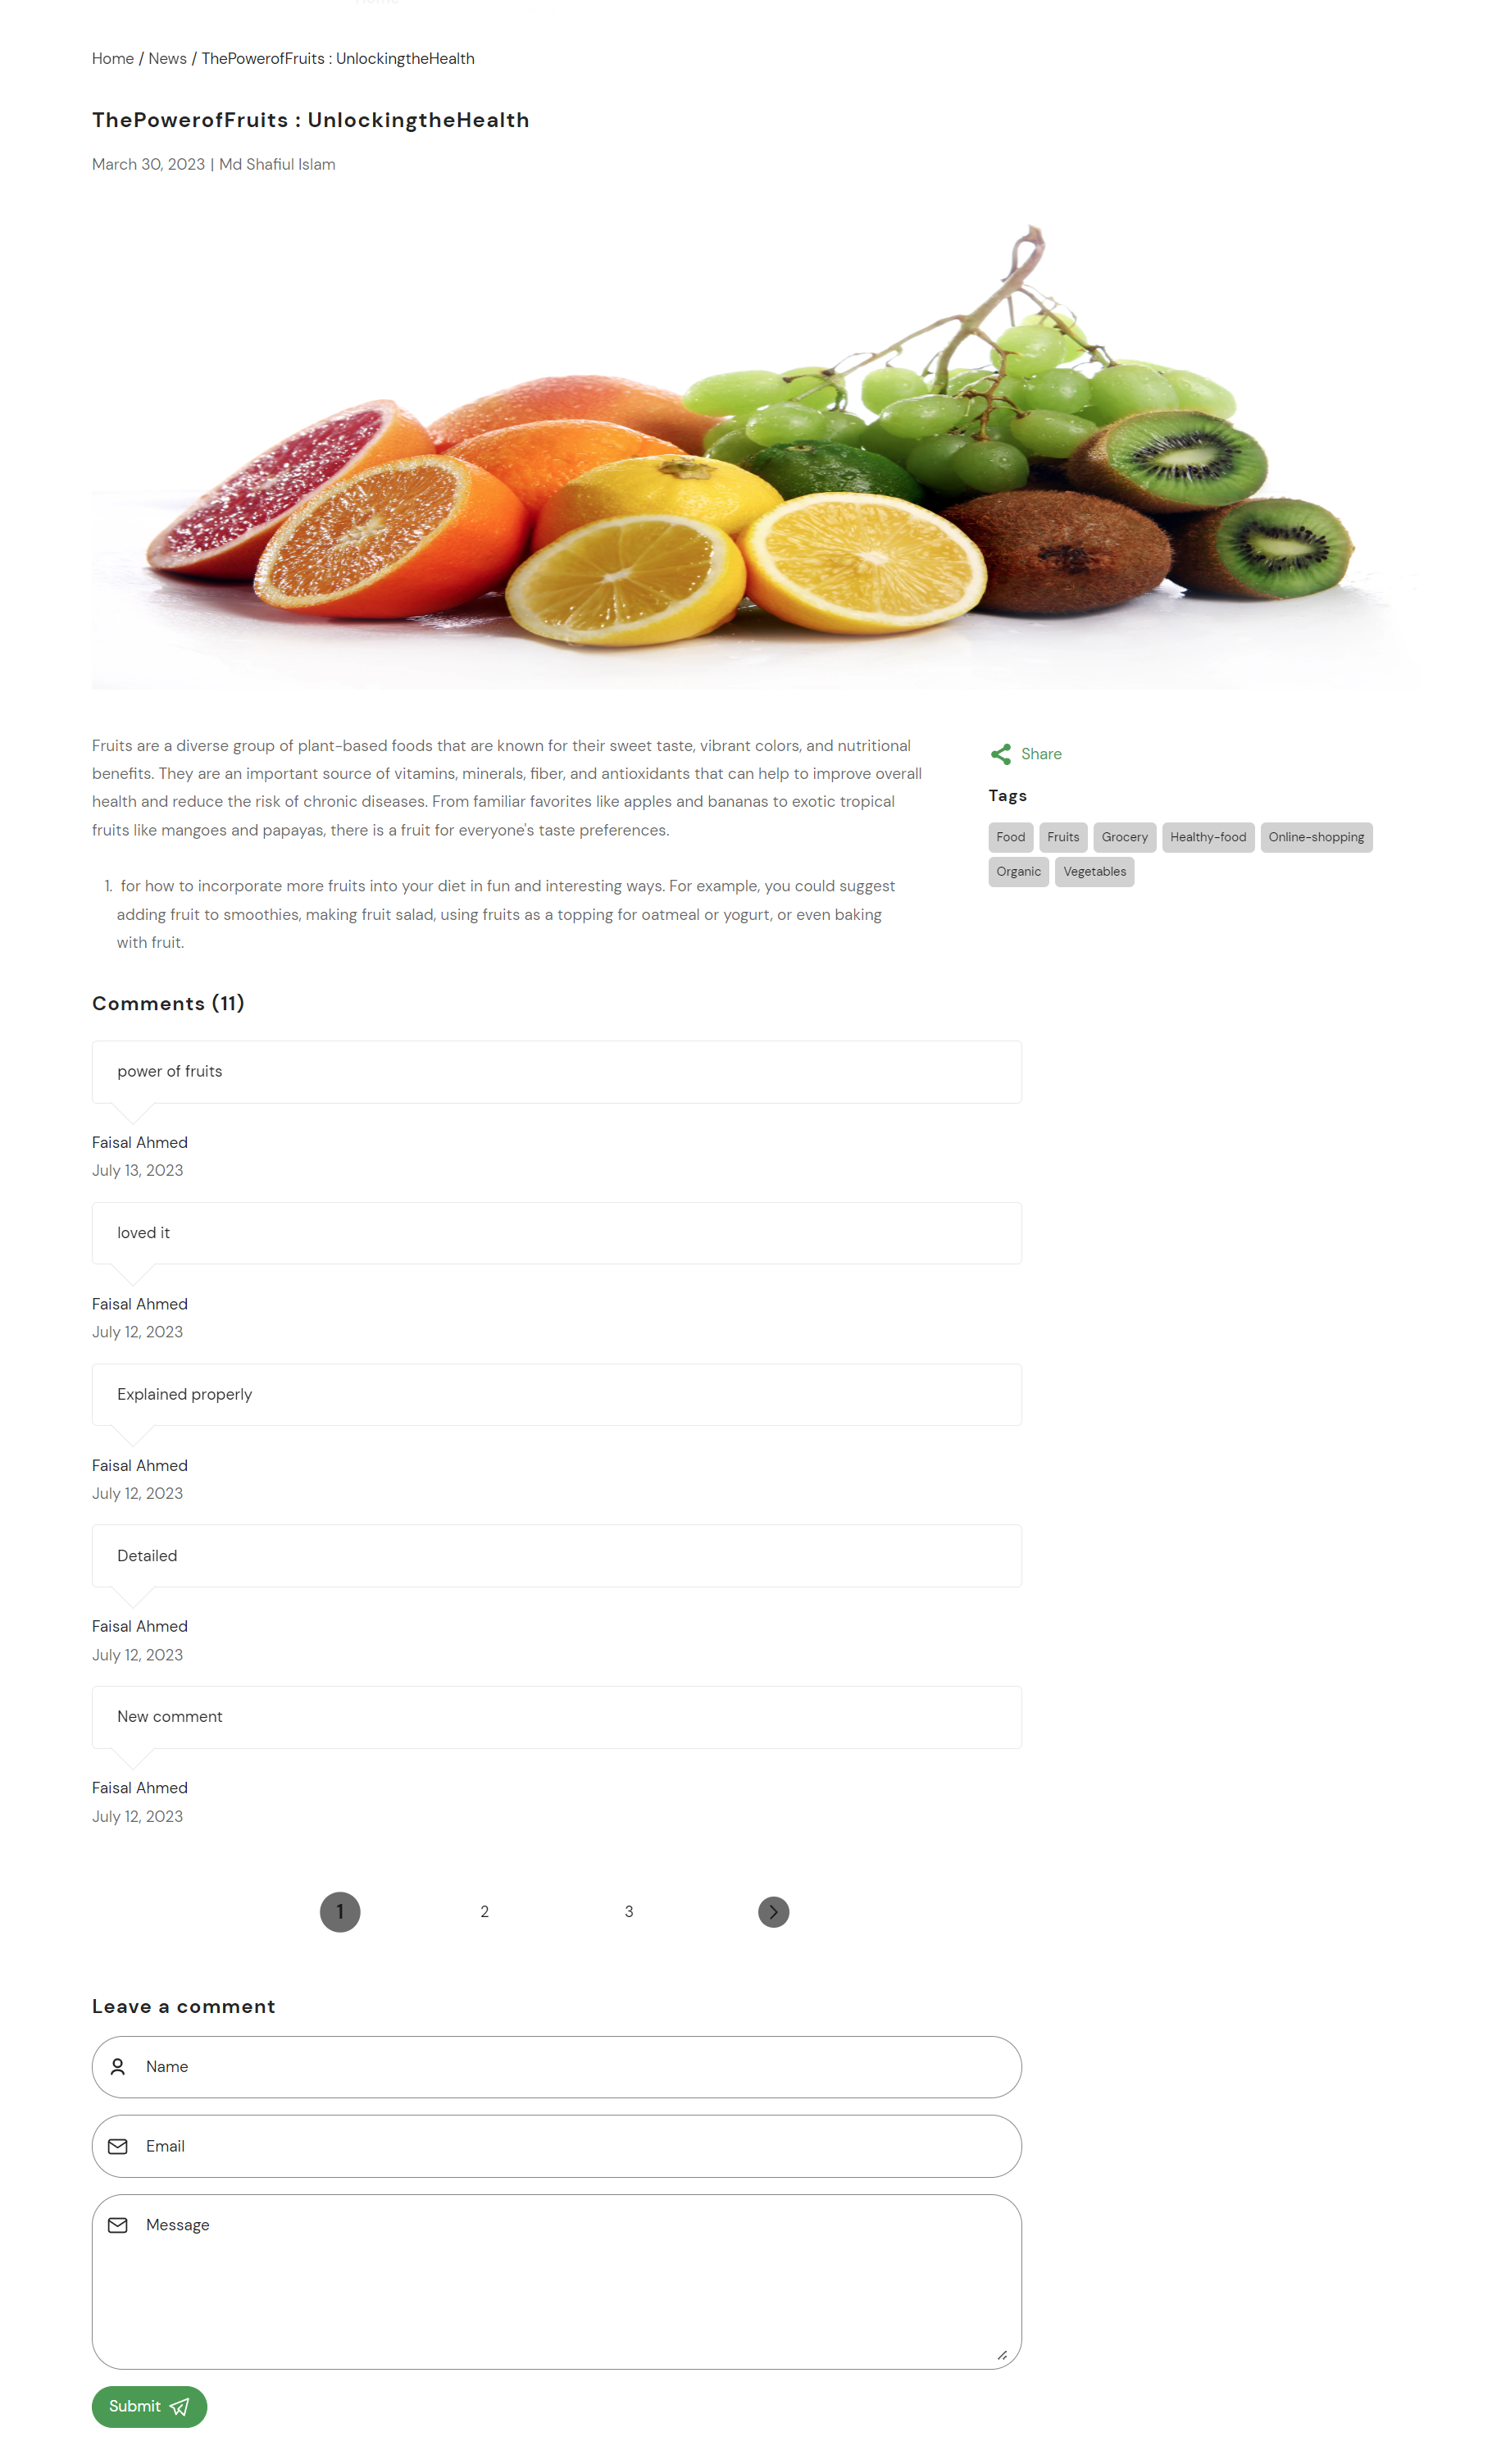 Home / News / ThePowerofFruits : UnlockingtheHealth
ThePowerofFruits : UnlockingtheHealth
March 30, 2023 | Md Shafiul Islam
Fruits are a diverse group of plant-based foods that are known for their sweet taste, vibrant colors, and nutritional
benefits. They are an important source of vitamins, minerals, fiber, and antioxidants that can help to improve overall
health and reduce the risk of chronic diseases. From familiar favorites like apples and bananas to exotic tropical
fruits like mangoes and papayas, there is a fruit for everyone's taste preferences.
1. for how to incorporate more fruits into your diet in fun and interesting ways. For example, you could suggest
adding fruit to smoothies, making fruit salad, using fruits as a topping for oatmeal or yogurt, or even baking
with fruit.
Share
Tags
Food Fruits Grocery Healthy-food Online-shopping
Organic Vegetables
Comments (11)
power of fruits
Faisal Ahmed
July 13, 2023
loved it
Faisal Ahmed
July 12, 2023
Explained properly
Faisal Ahmed
July 12, 2023
Detailed
Faisal Ahmed
July 12, 2023
New comment
Faisal Ahmed
July 12, 2023
1 2 3
Leave a comment
Name
Email
Message
Submit